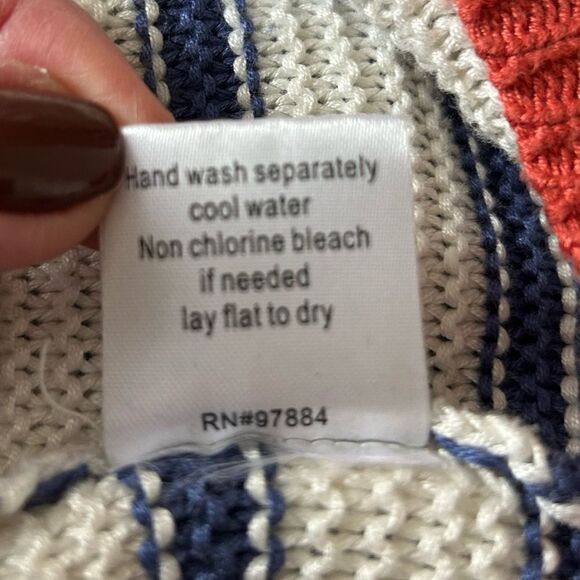 Hand wash separately
cool water
Non chlorine bleach
if needed
lay flat to dry
RN#97884